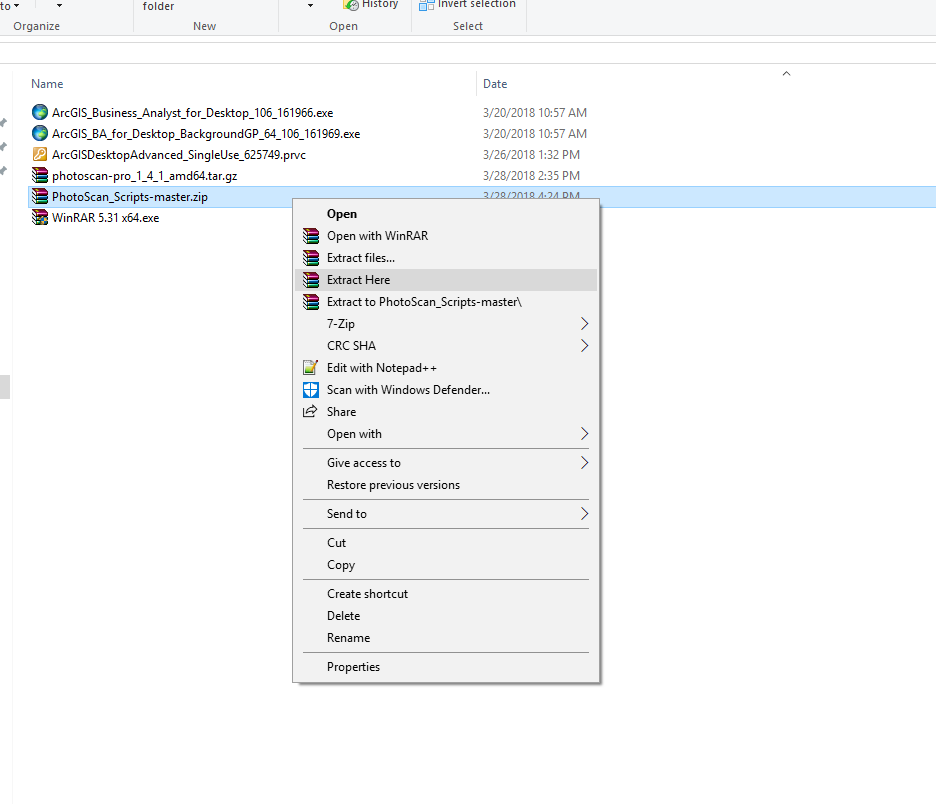 to
folder
History
Invert selection
Organize
New
Open
Select
Name
Date
ArcGIS_Business_Analyst_for_Desktop_106_161966.exe
3/20/2018 10:57 AM
ArcGIS_BA_for_Desktop_BackgroundGP_64_106_161969.exe
3/20/2018 10:57 AM
ArcGISDesktopAdvanced_SingleUse_625749.prvc
3/26/2018 1:32 PM
photoscan-pro_1_4_1_amd64.tar.gz
3/28/2018 2:35 PM
PhotoScan_Scripts-master.zip
3/28/2018 4:24 PM
WinRAR 5.31 x64.exe
Open
Open with WinRAR
Extract files...
Extract Here
Extract to PhotoScan_Scripts-master\
7-Zip
CRC SHA
Edit with Notepad++
Scan with Windows Defender...
Share
Open with
Give access to
Restore previous versions
Send to
Cut
Copy
Create shortcut
Delete
Rename
Properties